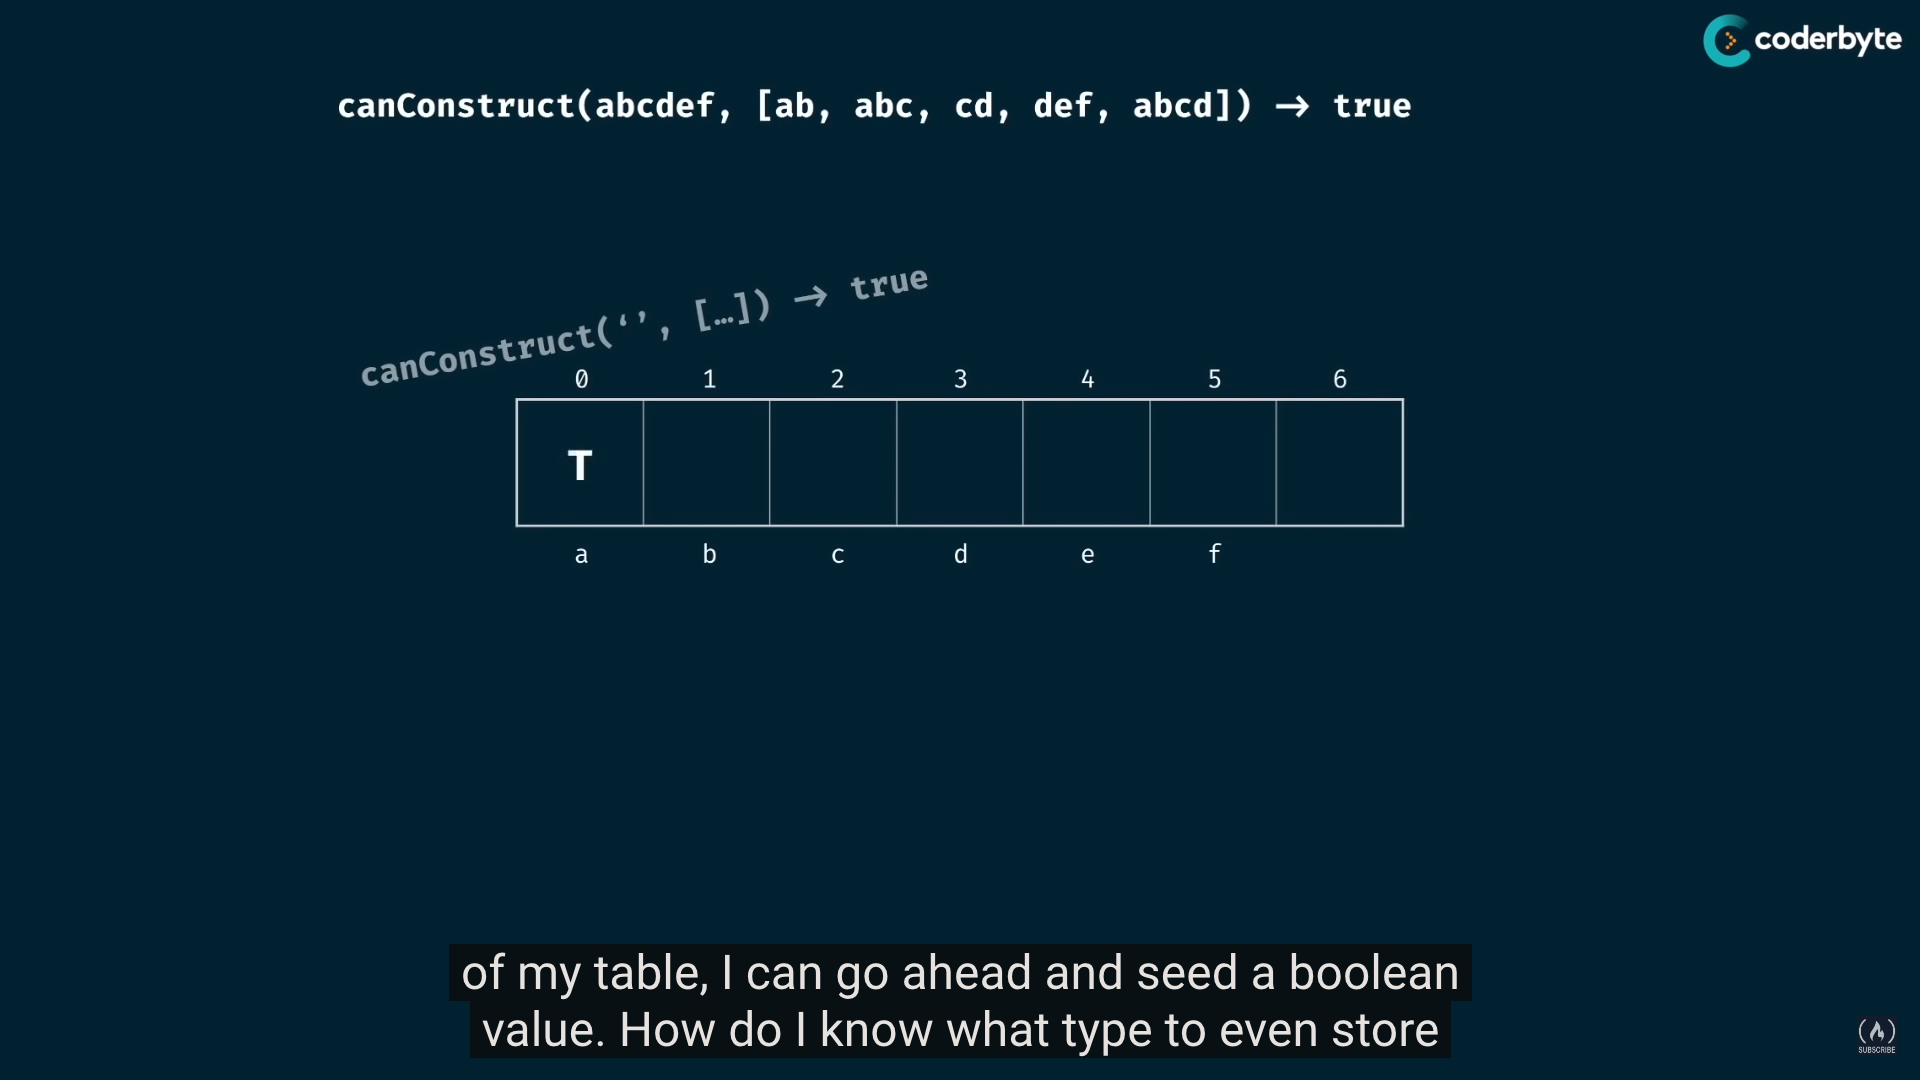 coderbyte
canConstruct(abcdef, [ab, abc, cd, def, abcd]) → true
canConstruct(‘’, […]) → true
0 1 2 3 4 5 6
T
a b c d e f
of my table, I can go ahead and seed a boolean
value. How do I know what type to even store
SUBSCRIBE